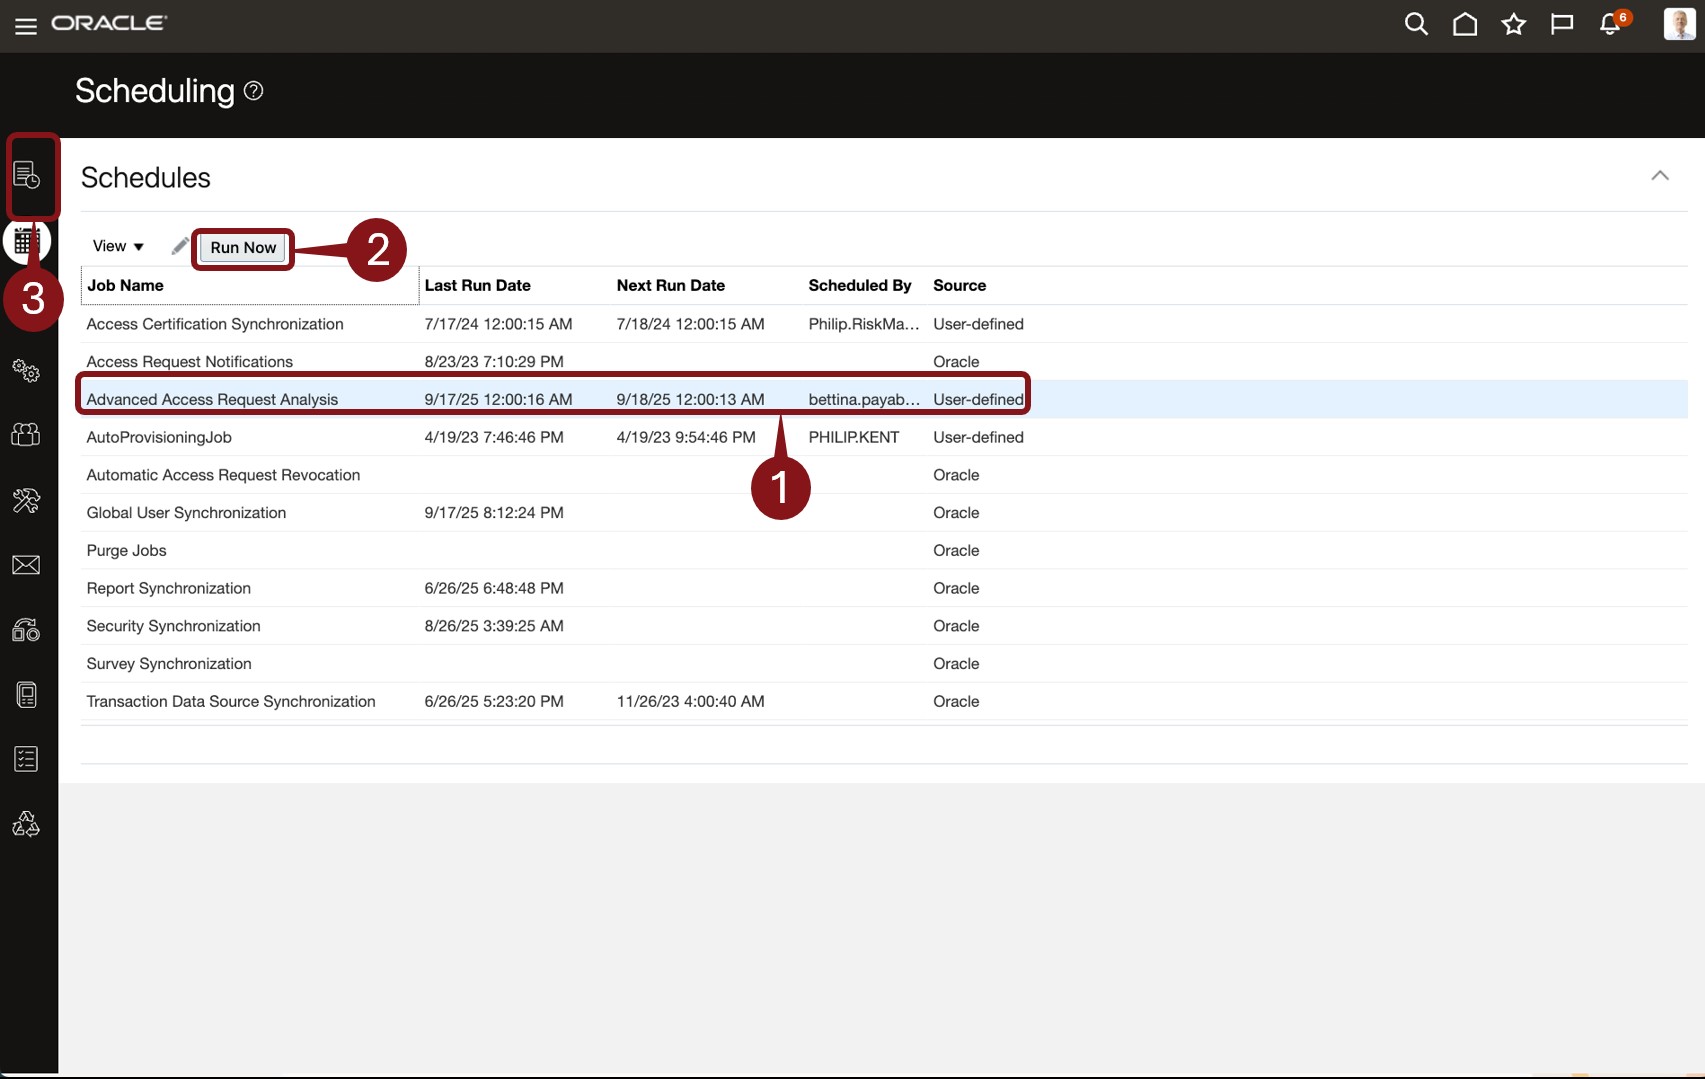 ORACLE
6
Scheduling ?
Schedules
View Run Now 2
3
Job Name Last Run Date Next Run Date Scheduled By Source
Access Certification Synchronization 7/17/24 12:00:15 AM 7/18/24 12:00:15 AM Philip.RiskMa... User-defined
Access Request Notifications 8/23/23 7:10:29 PM Oracle
Advanced Access Request Analysis 9/17/25 12:00:16 AM 9/18/25 12:00:13 AM bettina.payab... User-defined
AutoProvisioningJob 4/19/23 7:46:46 PM 4/19/23 9:54:46 PM PHILIP.KENT User-defined
1
Automatic Access Request Revocation Oracle
Global User Synchronization 9/17/25 8:12:24 PM Oracle
Purge Jobs Oracle
Report Synchronization 6/26/25 6:48:48 PM Oracle
Security Synchronization 8/26/25 3:39:25 AM Oracle
Survey Synchronization Oracle
Transaction Data Source Synchronization 6/26/25 5:23:20 PM 11/26/23 4:00:40 AM Oracle